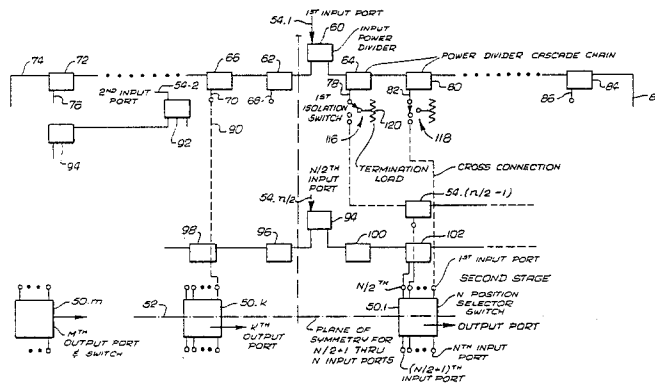 54.1
1ST INPUT PORT
60
INPUT
POWER
DIVIDER
74
72
66
62
64
POWER DIVIDER CASCADE CHAIN
80
84
76
2ND INPUT
PORT
54-2
70
68
78
82
86
8
1ST
ISOLATION
SWITCH
120
116
118
90
92
94
TERMINATION
LOAD
CROSS CONNECTION
N/2TH
INPUT
PORT
54.n/2
94
54.(n/2-1)
98
96
100
102
1ST INPUT PORT
N/2TH
SECOND STAGE
50.m
52
50.k
50.1
N POSITION
SELECTOR
SWITCH
OUTPUT PORT
MTH
OUTPUT PORT
& SWITCH
KTH
OUTPUT
PORT
PLANE OF
SYMMETRY FOR
N/2+1 THRU
N INPUT PORTS
NTH INPUT
PORT
(N/2+1)TH
INPUT PORT